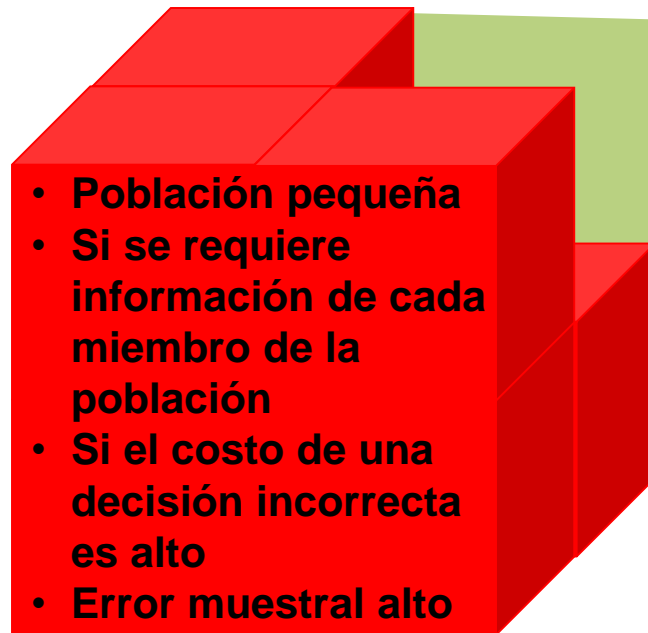 • Población pequeña
• Si se requiere
información de cada
miembro de la
población
• Si el costo de una
decisión incorrecta
es alto
• Error muestral alto